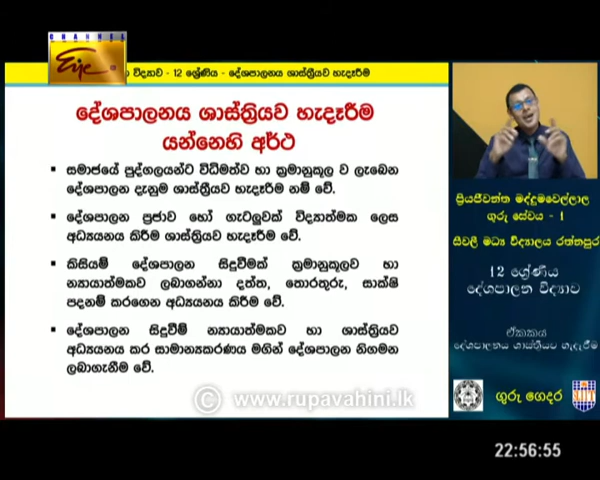 CHANNEL
Eye
විද්‍යාව - 12 ශ්‍රේණිය - දේශපාලනය ශාස්ත්‍රීයව හැදෑරීම
දේශපාලනය ශාස්ත්‍රියව හැදෑරීම
යන්නෙහි අර්ථ
▪ සමාජයේ පුද්ගලයන්ට විධිමත්ව හා ක්‍රමානුකූල ව ලැබෙන
දේශපාලන දැනුම ශාස්ත්‍රීයව හැදෑරීම නම් වේ.
▪ දේශපාලන ප්‍රජාව හෝ ගැටලුවක් විද්‍යාත්මක ලෙස
අධ්‍යයනය කිරීම ශාස්ත්‍රියව හැදෑරීම වේ.
▪ කිසියම් දේශපාලන සිදුවීමක් ක්‍රමානුකූලව හා
න්‍යායාත්මකව ලබාගන්නා දත්ත, තොරතුරු, සාක්ෂි
පදනම් කරගෙන අධ්‍යයනය කිරීම වේ.
▪ දේශපාලන සිදුවීම් න්‍යායාත්මකව හා ශාස්ත්‍රියව
අධ්‍යයනය කර සාමාන්‍යකරණය මගින් දේශපාලන නිගමන
ලබාගැනීම වේ.
© www.rupavahini.lk
ප්‍රියජීවන්ත මද්දුමවෙල්ලාල
ගුරු සේවය - I
සීවලී මධ්‍ය විද්‍යාලය රත්නපුර
12 ශ්‍රේණිය
දේශපාලන විද්‍යාව
ඒකකය
දේශපාලනය ශාස්ත්‍රියව හැදෑරීම
ගුරු ගෙදර
22:56:55